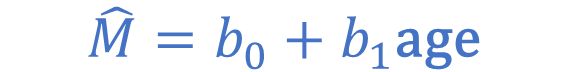 M̂ = b₀ + b₁age